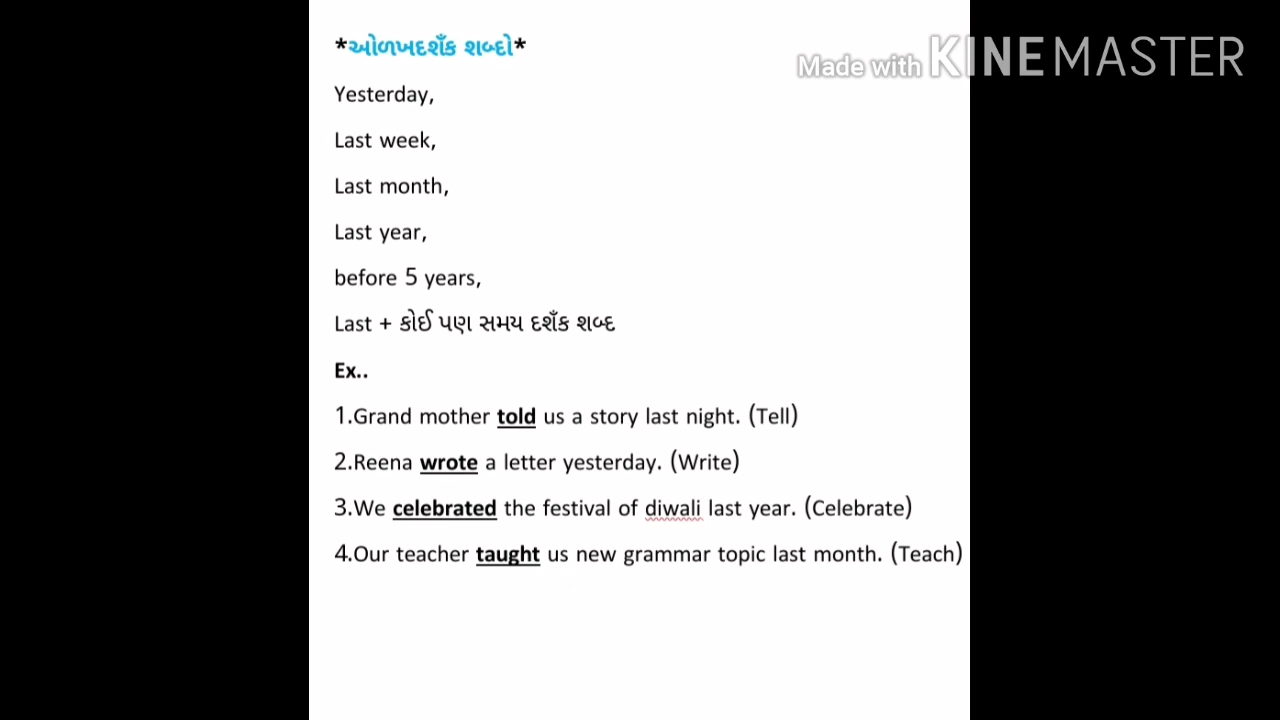 *ઓળખદર્શઁક શબ્દો*
Made with KINEMASTER
Yesterday,
Last week,
Last month,
Last year,
before 5 years,
Last + કોઈ પણ સમય દર્શઁક શબ્દ
Ex..
1.Grand mother told us a story last night. (Tell)
2.Reena wrote a letter yesterday. (Write)
3.We celebrated the festival of diwali last year. (Celebrate)
4.Our teacher taught us new grammar topic last month. (Teach)